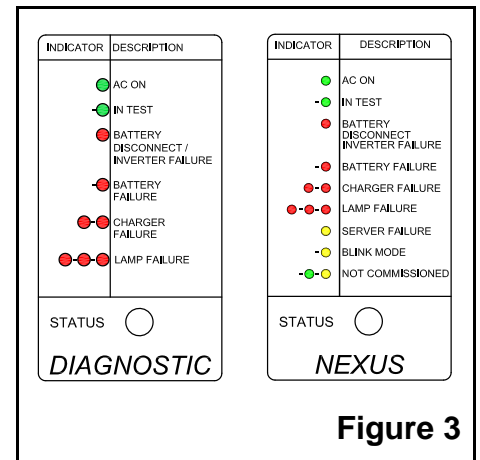 INDICATOR DESCRIPTION
AC ON
IN TEST
BATTERY
DISCONNECT /
INVERTER FAILURE
BATTERY
FAILURE
CHARGER
FAILURE
LAMP FAILURE
STATUS
DIAGNOSTIC
INDICATOR DESCRIPTION
AC ON
IN TEST
BATTERY
DISCONNECT
INVERTER FAILURE
BATTERY FAILURE
CHARGER FAILURE
LAMP FAILURE
SERVER FAILURE
BLINK MODE
NOT COMMISSIONED
STATUS
NEXUS
Figure 3